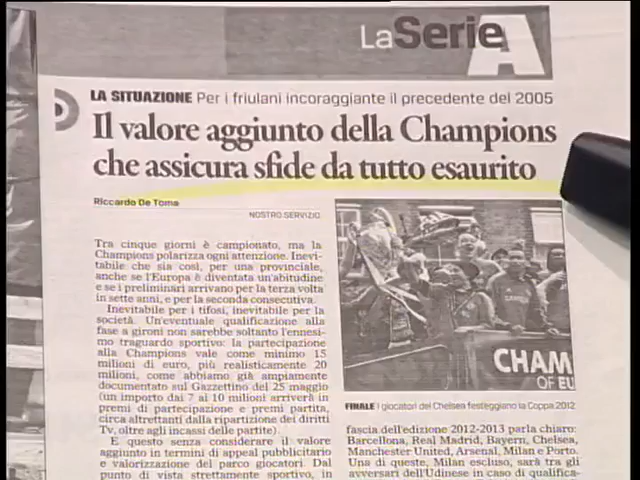 LaSerie A
LA SITUAZIONE Per i friulani incoraggiante il precedente del 2005
Il valore aggiunto della Champions
che assicura sfide da tutto esaurito
Riccardo De Toma
NOSTRO SERVIZIO
Tra cinque giorni è campionato, ma la
Champions polarizza ogni attenzione. Inevi-
tabile che sia così, per una provinciale,
anche se l'Europa è diventata un'abitudine
e se i preliminari arrivano per la terza volta
in sette anni, e per la seconda consecutiva.
Inevitabile per i tifosi, inevitabile per la
società. Un'eventuale qualificazione alla
fase a gironi non sarebbe soltanto l'ennesi-
mo traguardo sportivo: la partecipazione
alla Champions vale come minimo 15
milioni di euro, più realisticamente 20
milioni, come abbiamo già ampiamente
documentato sul Gazzettino del 25 maggio
(un importo dai 7 ai 10 milioni arriverà in
premi di partecipazione e premi partita,
circa altrettanti dalla ripartizione dei diritti
Tv, oltre agli incassi delle partite).
E questo senza considerare il valore
aggiunto in termini di appeal pubblicitario
e valorizzazione del parco giocatori. Dal
punto di vista strettamente sportivo, in
CHAM
OF EU
FINALE I giocatori del Chelsea festeggiano la Coppa 2012
fascia dell'edizione 2012-2013 parla chiaro:
Barcellona, Real Madrid, Bayern, Chelsea,
Manchester United, Arsenal, Milan e Porto.
Una di queste, Milan escluso, sarà tra gli
avversari dell'Udinese in caso di qualifica-